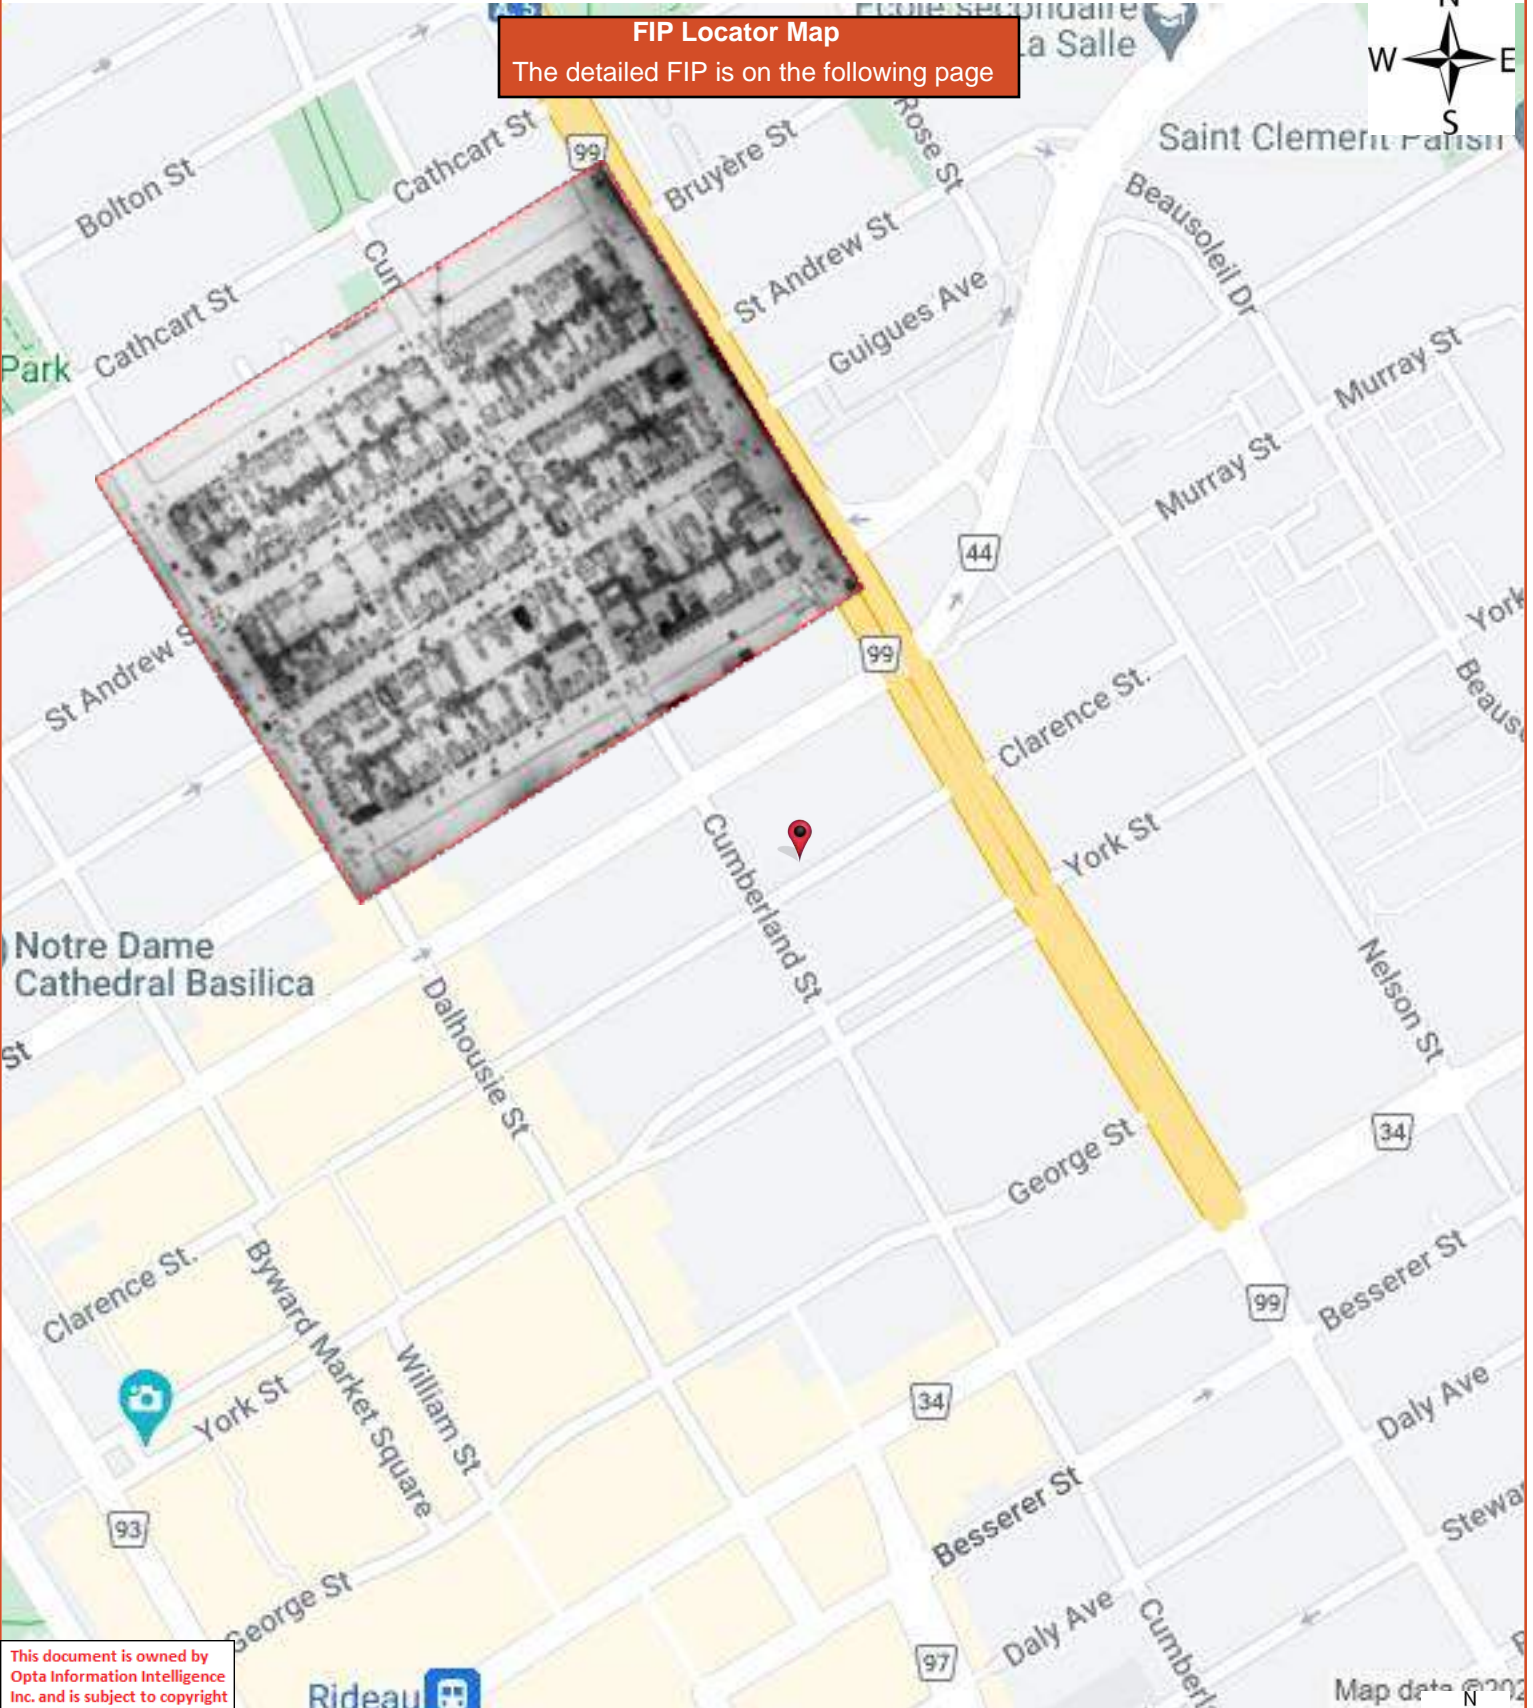 FIP Locator Map
The detailed FIP is on the following page
N
W
E
S
La Salle
Saint Clement Parish
99
Cathcart St
Bolton St
Bruyère St
Rose St
Beausoleil Dr
St Andrew St
Guigues Ave
Cathcart St
Park
Murray St
Murray St
44
York
St Andrew S
99
Clarence St.
York St
Cumberland St
Notre Dame
Cathedral Basilica
Nelson St
Dalhousie St
St
34
George St
Clarence St.
Byward Market Square
Besserer St
99
William St
York St
34
Daly Ave
93
Besserer St
George St
Daly Ave
97
Rideau
This document is owned by
Opta Information Intelligence
Inc. and is subject to copyright
Map data
N